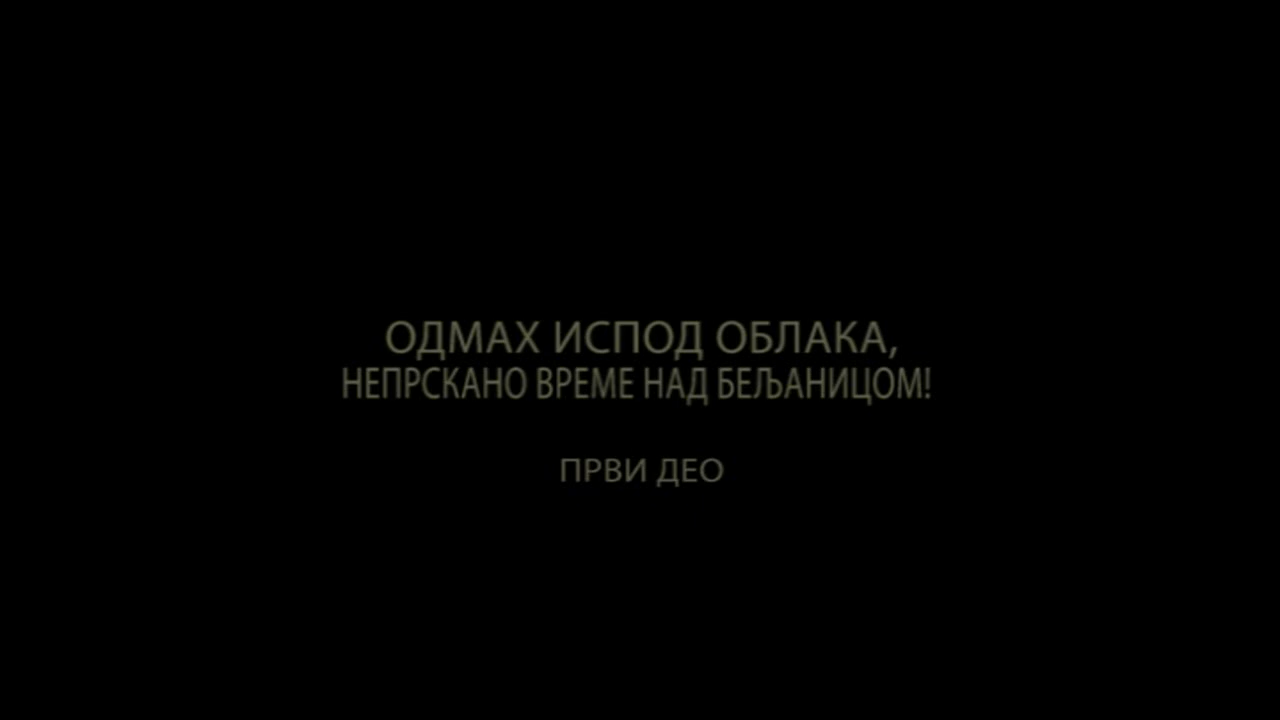 ОДМАХ ИСПОД ОБЛАКА,
НЕПРСКАНО ВРЕМЕ НАД БЕЉАНИЦОМ!
ПРВИ ДЕО